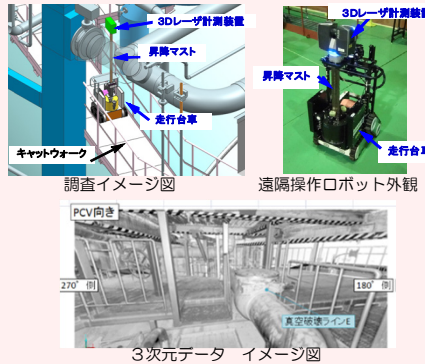 3Dレーザ計測装置
昇降マスト
走行台車
キャットウォーク
調査イメージ図
3Dレーザ計測装置
昇降マスト
走行台車
遠隔操作ロボット外観
PCV向き
270°側
180°側
真空破壊ラインE
３次元データ　イメージ図